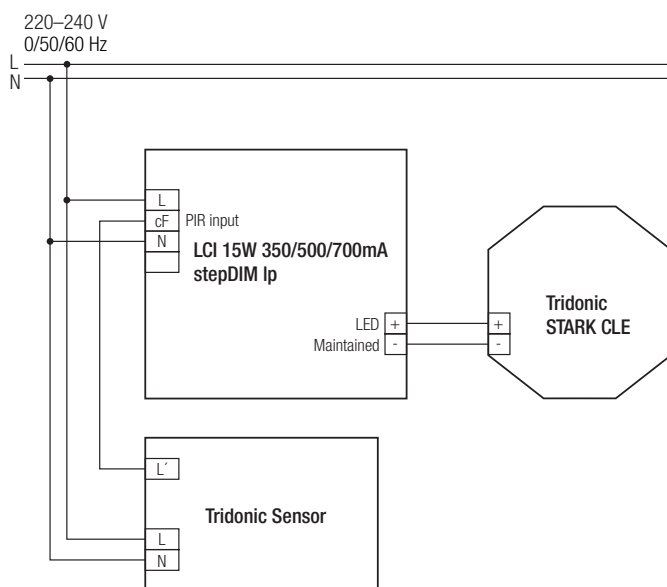 220–240 V
0/50/60 Hz
L
N
L
cF PIR input
N
LCI 15W 350/500/700mA
stepDIM lp
LED +
Maintained -
+
-
Tridonic
STARK CLE
L´
Tridonic Sensor
L
N